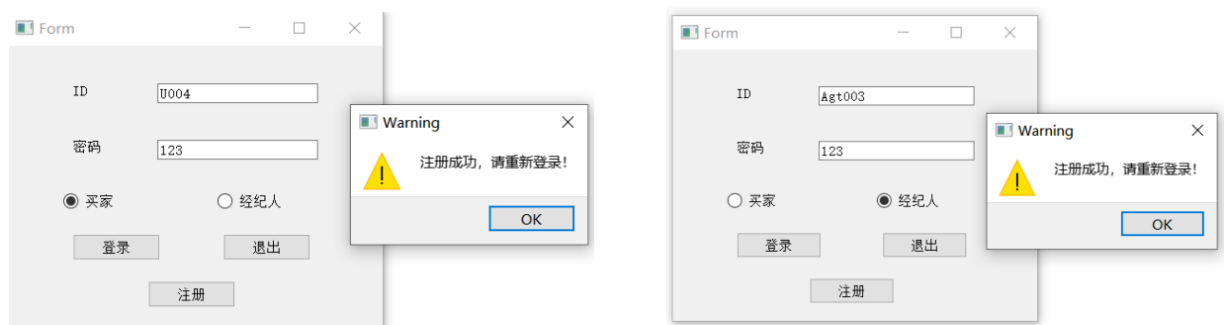 Form
ID
U004
密码
123
买家
经纪人
登录
退出
注册
Warning
注册成功，请重新登录！
OK
Form
ID
Agt003
密码
123
买家
经纪人
登录
退出
注册
Warning
注册成功，请重新登录！
OK